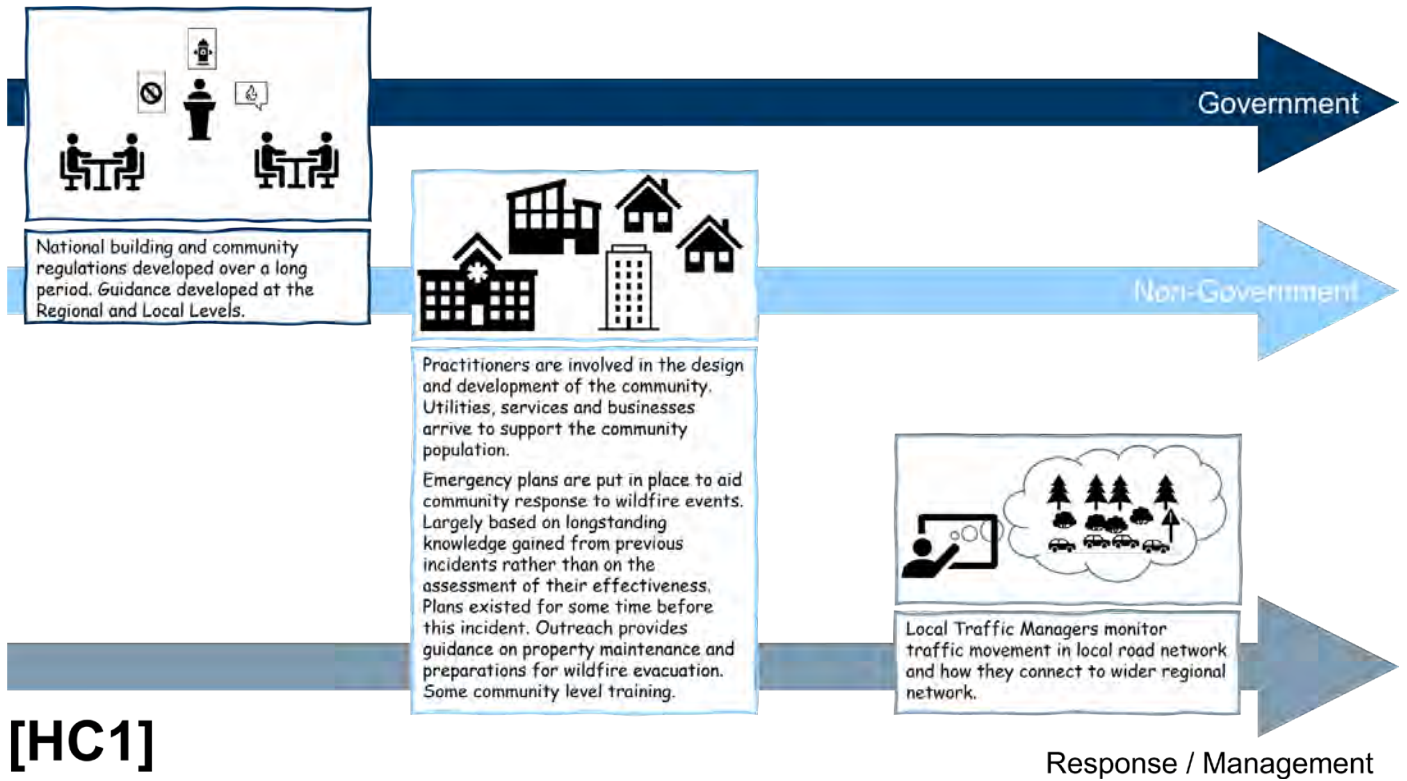 Government
National building and community
regulations developed over a long
period. Guidance developed at the
Regional and Local Levels.
Non-Government
Practitioners are involved in the design
and development of the community.
Utilities, services and businesses
arrive to support the community
population.
Emergency plans are put in place to aid
community response to wildfire events.
Largely based on longstanding
knowledge gained from previous
incidents rather than on the
assessment of their effectiveness.
Plans existed for some time before
this incident. Outreach provides
guidance on property maintenance and
preparations for wildfire evacuation.
Some community level training.
Local Traffic Managers monitor
traffic movement in local road network
and how they connect to wider regional
network.
[HC1]
Response / Management